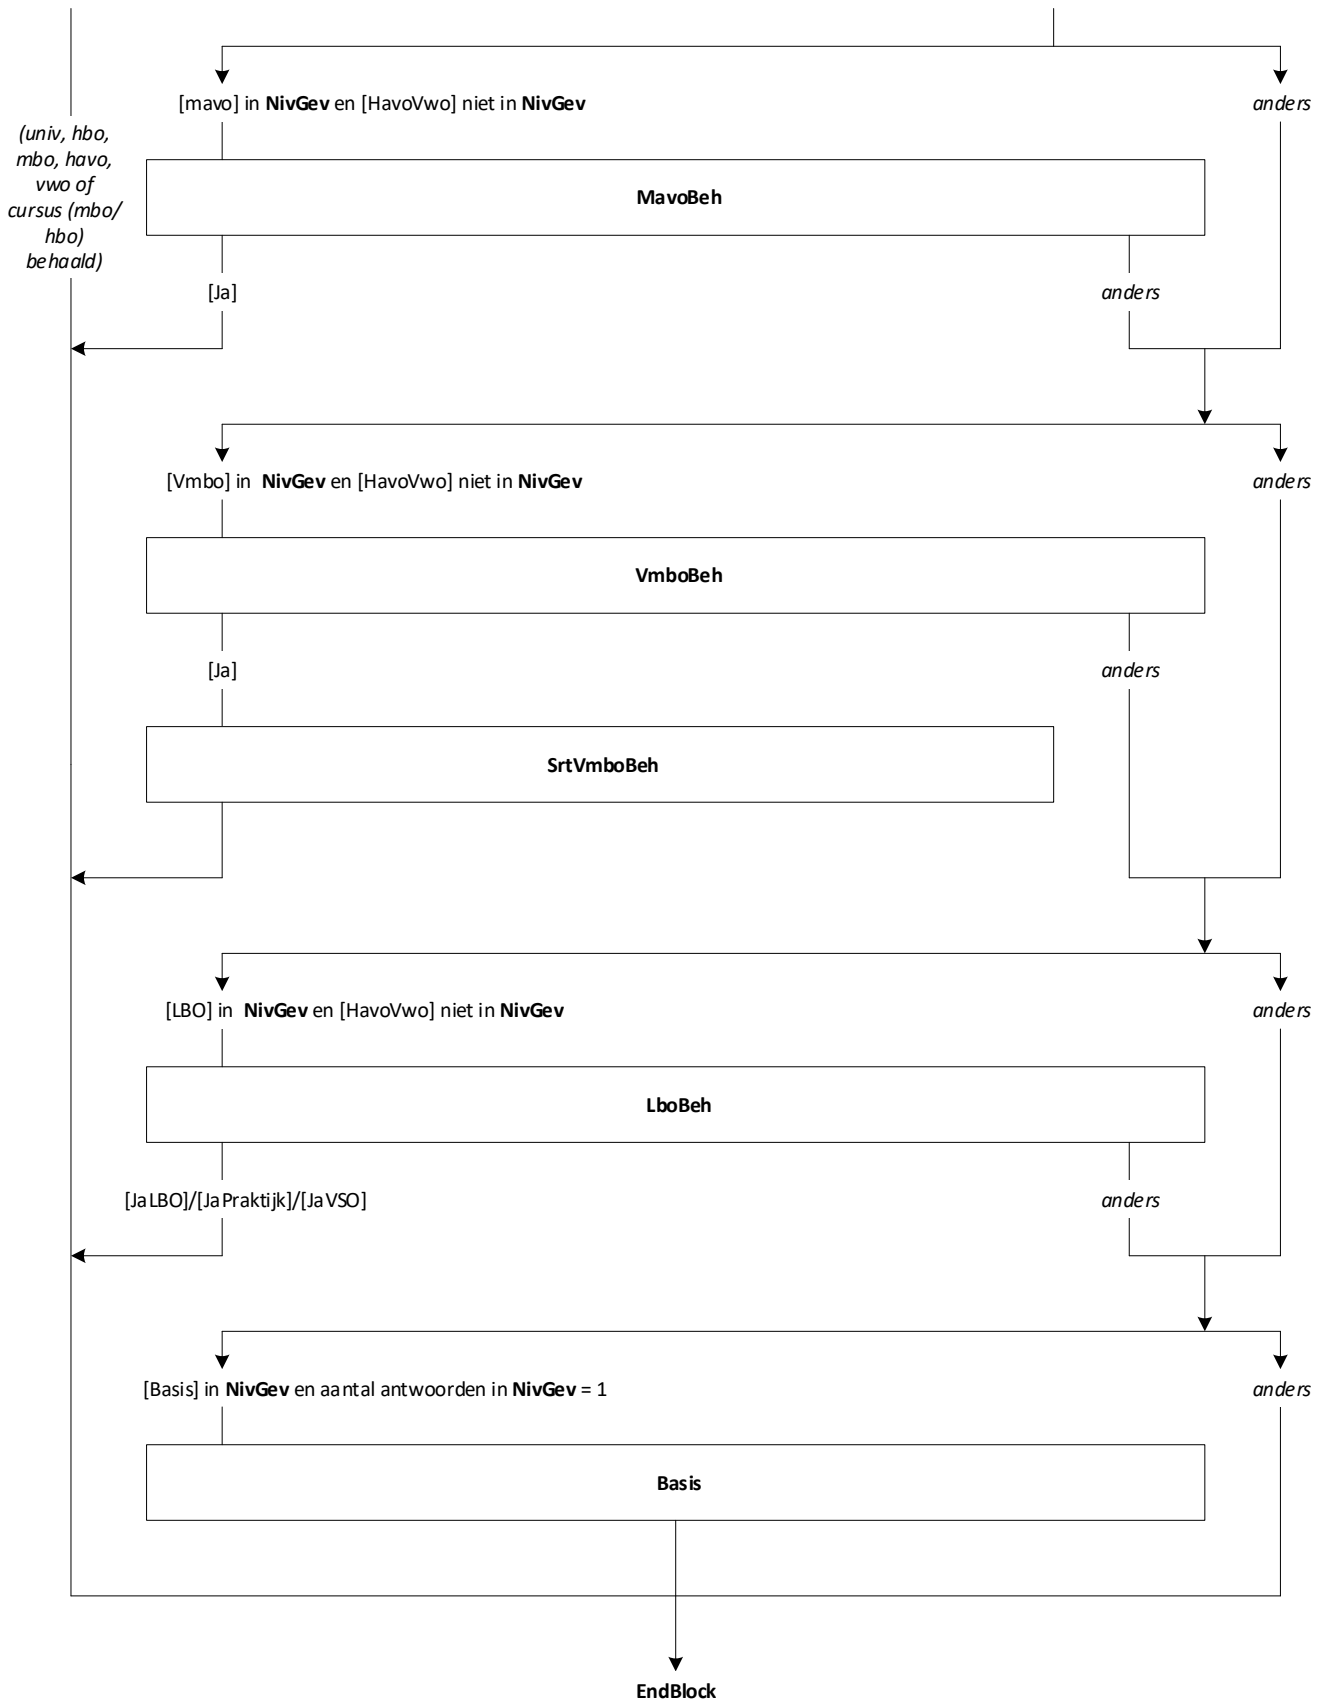 [mavo] in NivGev en [HavoVwo] niet in NivGev
anders
(univ, hbo,
mbo, havo,
vwo of
cursus (mbo/
hbo)
behaald)
MavoBeh
[Ja]
anders
[Vmbo] in NivGev en [HavoVwo] niet in NivGev
anders
VmboBeh
[Ja]
anders
SrtVmboBeh
[LBO] in NivGev en [HavoVwo] niet in NivGev
anders
LboBeh
[JaLBO]/[JaPraktijk]/[JaVSO]
anders
[Basis] in NivGev en aantal antwoorden in NivGev = 1
anders
Basis
EndBlock